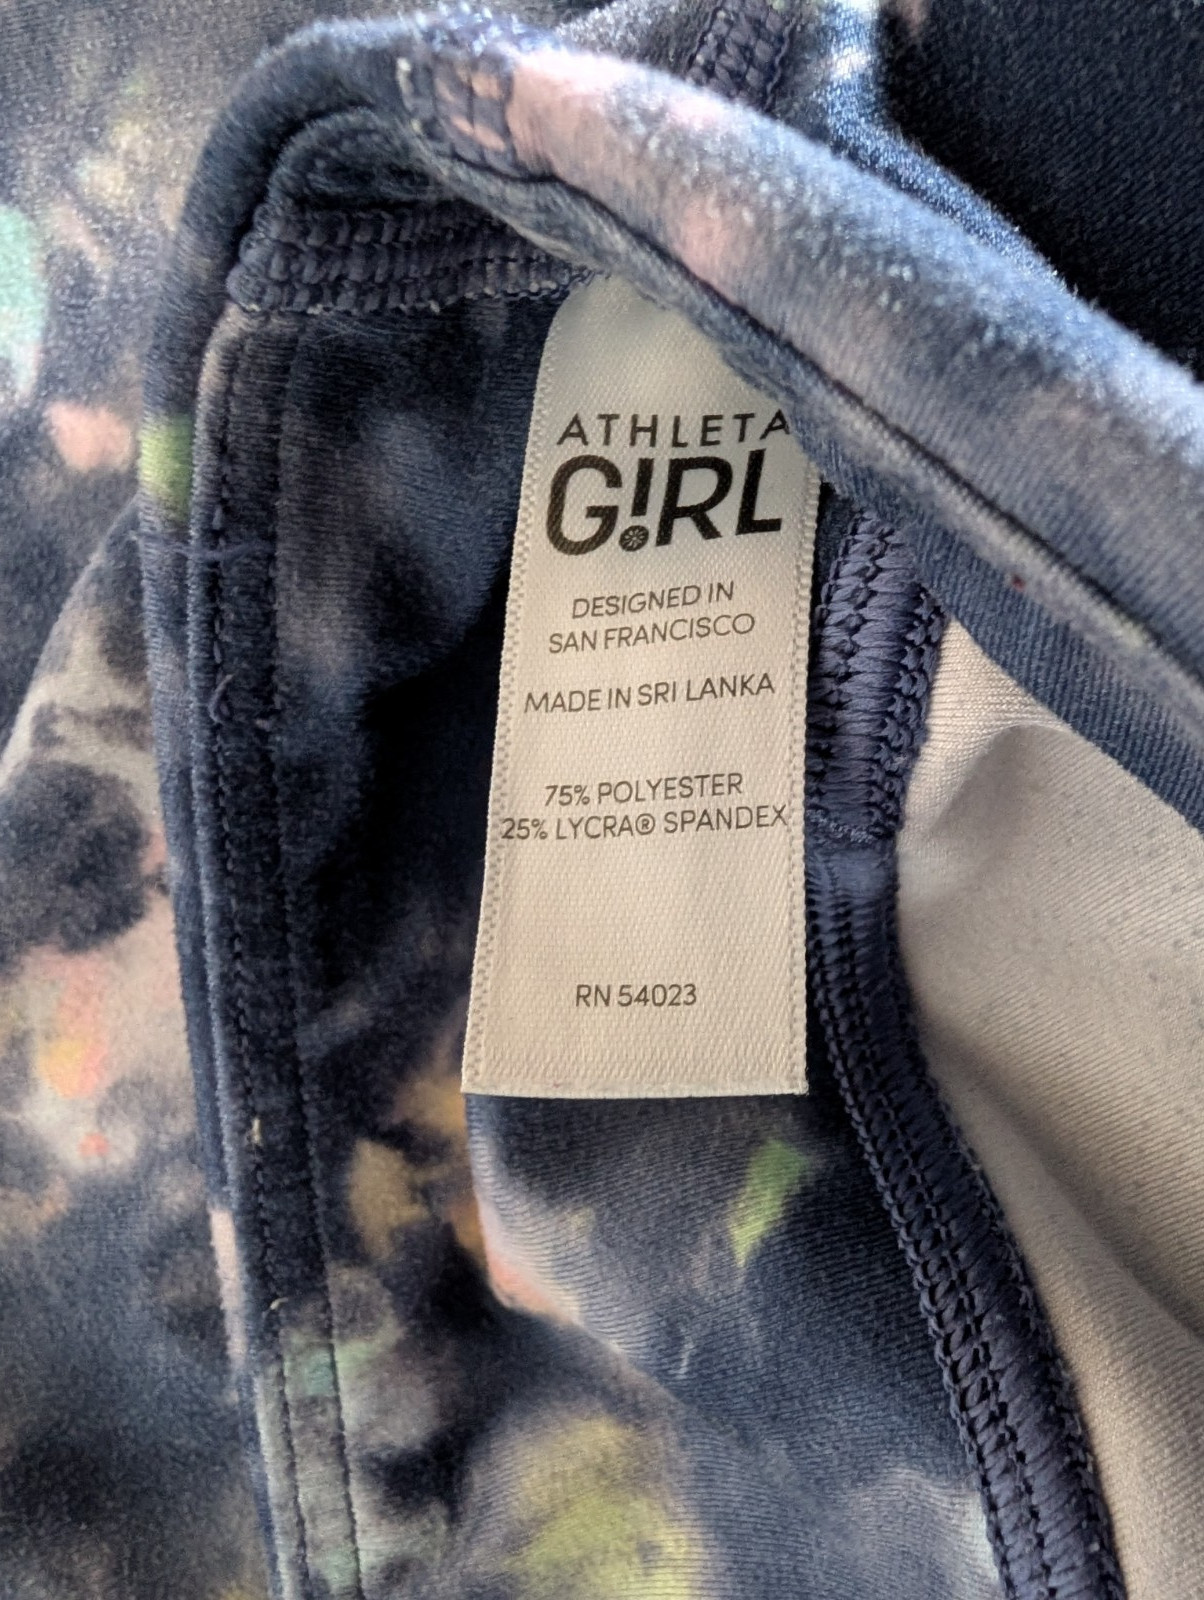 ATHLETA
G!RL
DESIGNED IN
SAN FRANCISCO
MADE IN SRI LANKA
75% POLYESTER
25% LYCRA® SPANDEX
RN 54023